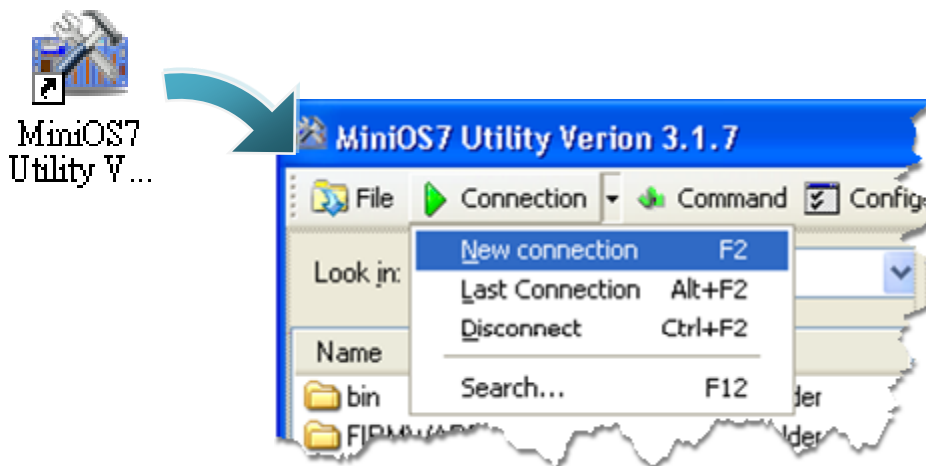 MiniOS7
Utility V...
MiniOS7 Utility Verion 3.1.7
File Connection Command Config
Look in:
New connection F2
Last Connection Alt+F2
Disconnect Ctrl+F2
Search... F12
Name
bin